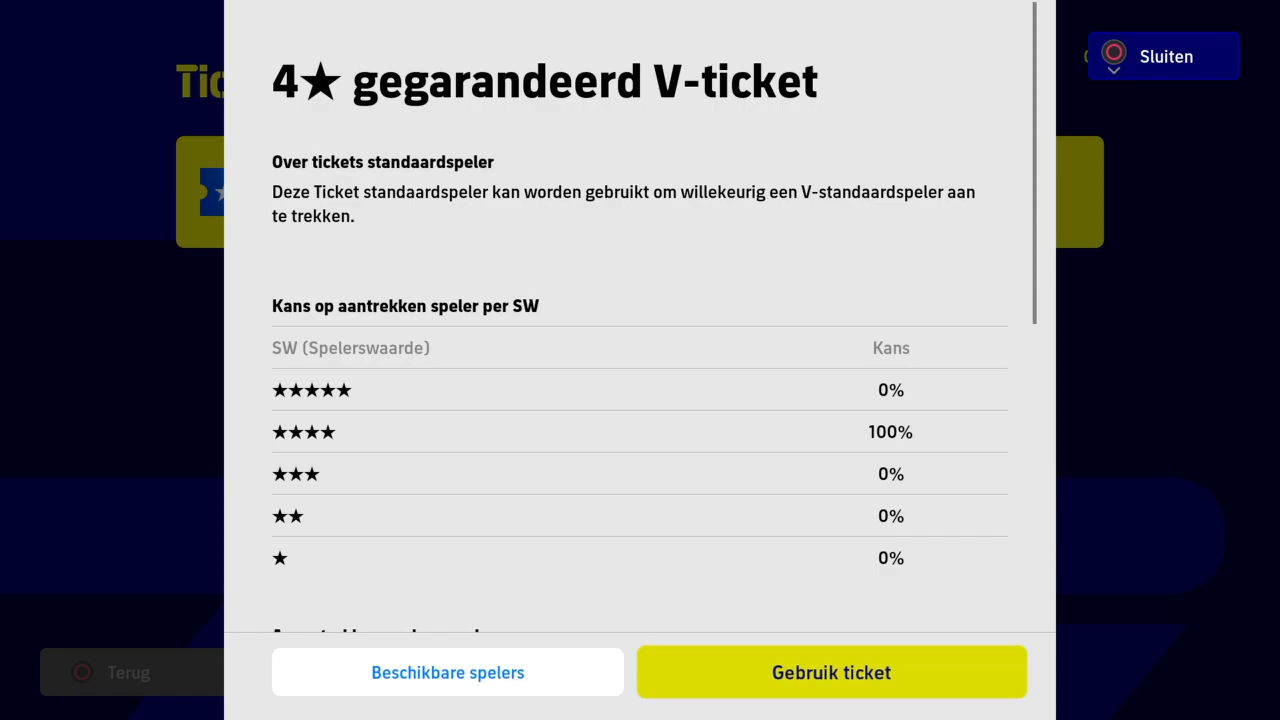 Tic
Sluiten
4★ gegarandeerd V-ticket
Over tickets standaardspeler
Deze Ticket standaardspeler kan worden gebruikt om willekeurig een V-standaardspeler aan
te trekken.
Kans op aantrekken speler per SW
SW (Spelerswaarde) Kans
★★★★★ 0%
★★★★ 100%
★★★ 0%
★★ 0%
★ 0%
Terug
Beschikbare spelers
Gebruik ticket